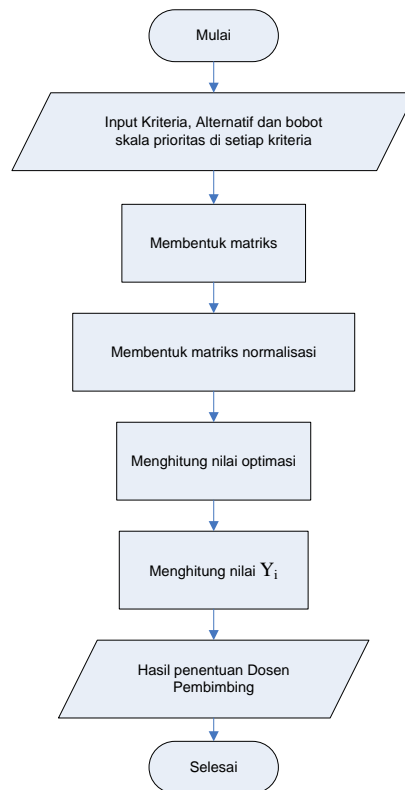 Mulai
Input Kriteria, Alternatif dan bobot
skala prioritas di setiap kriteria
Membentuk matriks
Membentuk matriks normalisasi
Menghitung nilai optimasi
Menghitung nilai Yᵢ
Hasil penentuan Dosen
Pembimbing
Selesai